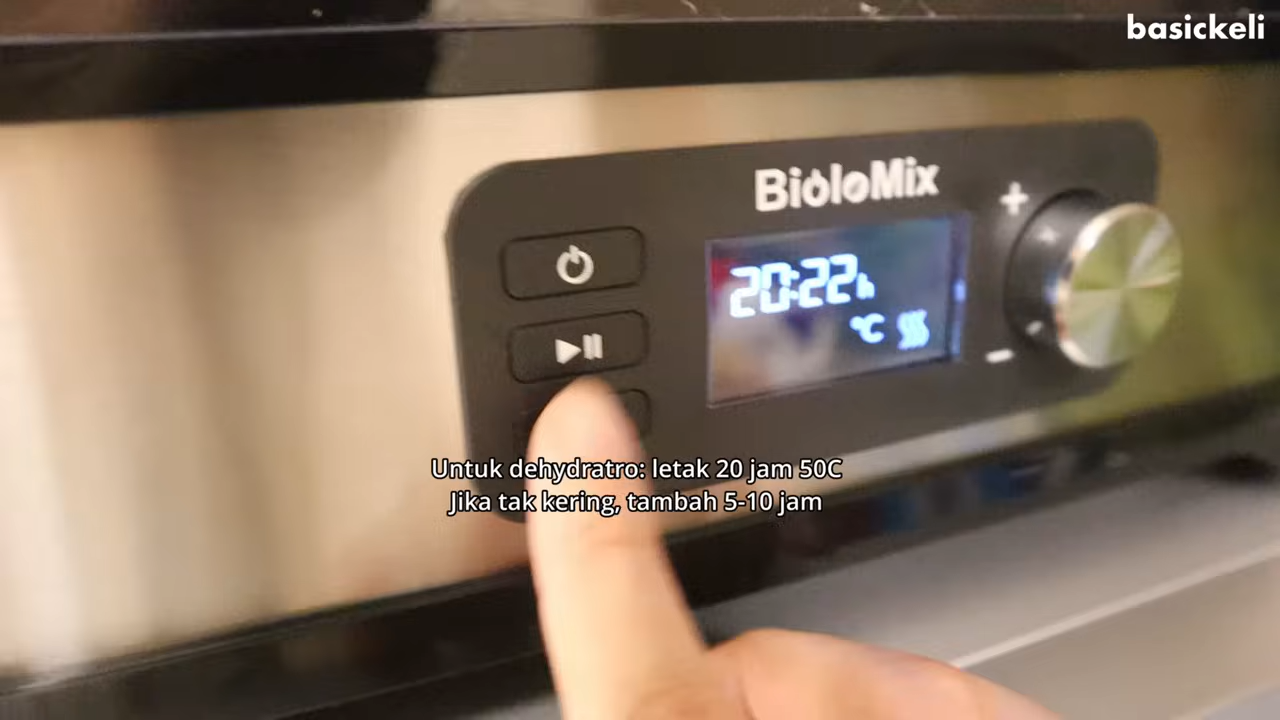 basickeli
BioloMix
20:22h
°C
Untuk dehydratro: letak 20 jam 50C
Jika tak kering, tambah 5-10 jam